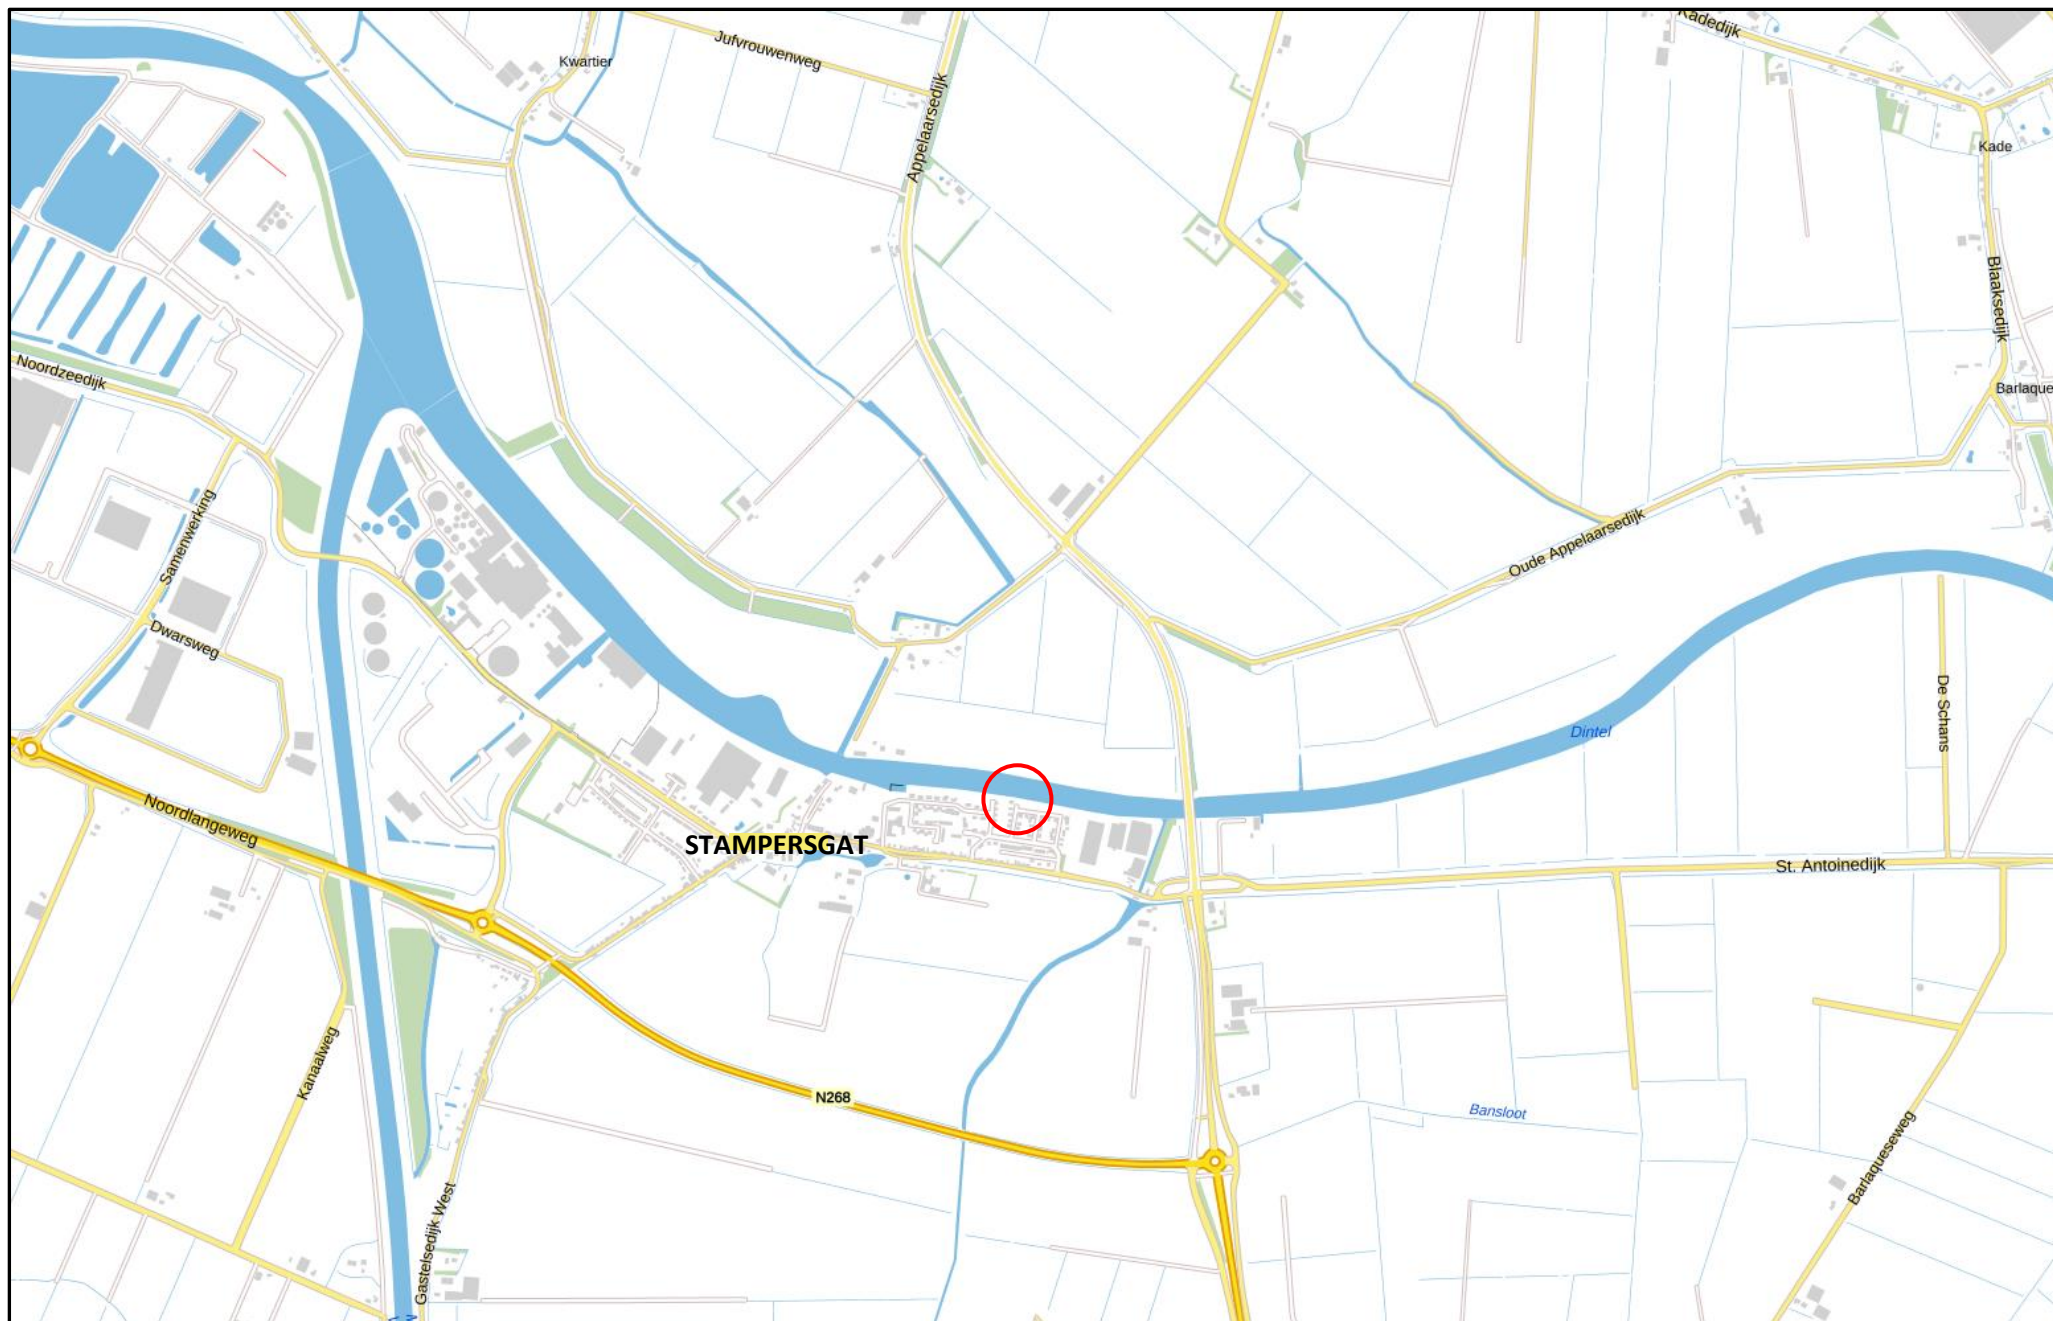 Kadedijk
Jufvrouwenweg
Kwartier
Appelaarsedijk
Kade
Blaaksedijk
Noordzeedijk
Barlaque
Samenwerking
Oude Appelaarsedijk
Dwarsweg
De Schans
Dintel
Noordlangeweg
STAMPERSGAT
St. Antoinedijk
Kanaalweg
N268
Bansloot
Barlaqueseweg
Gastelsedijk West